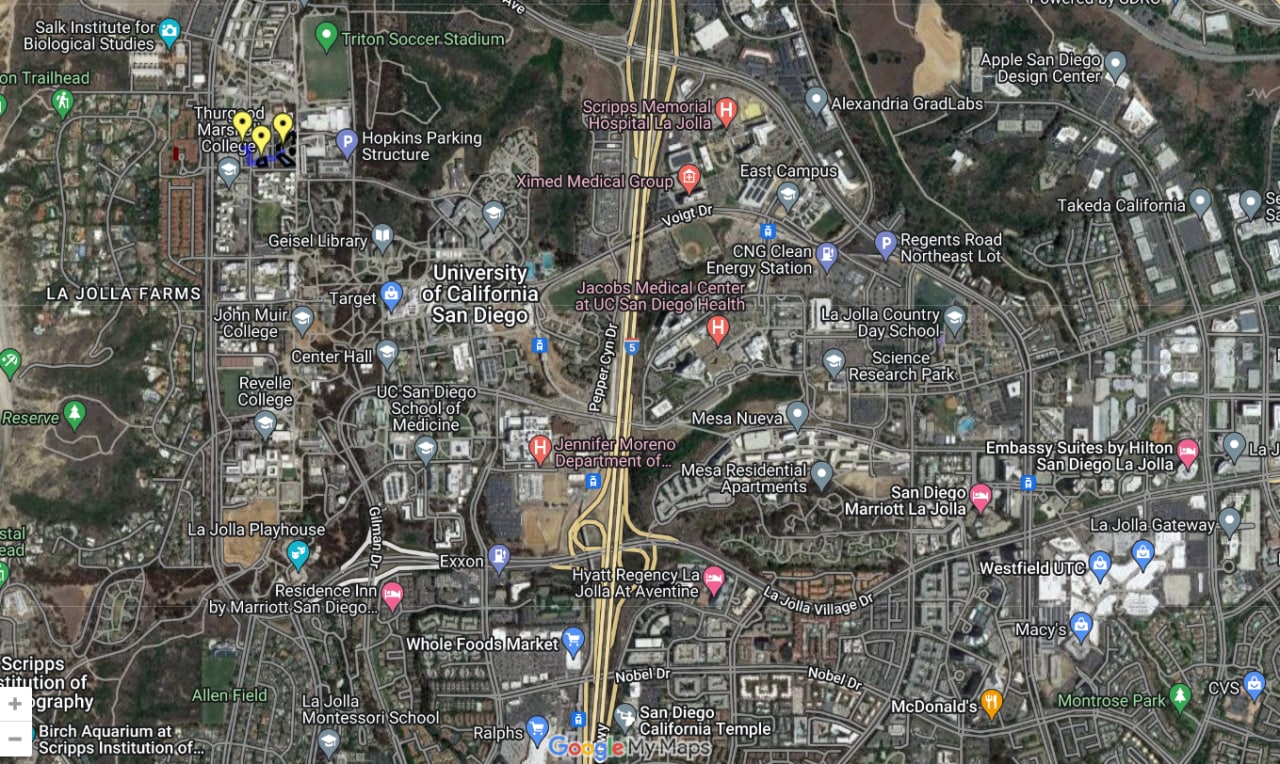 Ave
Powered by SDRC
Salk Institute for
Biological Studies
Triton Soccer Stadium
Apple San Diego
Design Center
on Trailhead
Alexandria GradLabs
Scripps Memorial
Hospital La Jolla
Thurgood
Marshall
College
Hopkins Parking
Structure
Ximed Medical Group
East Campus
Takeda California
Voigt Dr
Geisel Library
CNG Clean
Energy Station
P
Regents Road
Northeast Lot
University
of California
San Diego
LA JOLLA FARMS
Target
Jacobs Medical Center
at UC San Diego Health
John Muir
College
La Jolla Country
Day School
Center Hall
5
Pepper Cyn Dr
Science
Research Park
Revelle
College
UC San Diego
School of
Medicine
Reserve
Mesa Nueva
Jennifer Moreno
Department of...
Mesa Residential
Apartments
Embassy Suites by Hilton
San Diego La Jolla
La J
San Diego
Marriott La Jolla
La Jolla Playhouse
Gilman Dr
La Jolla Gateway
Exxon
Westfield UTC
Residence Inn
by Marriott San Diego...
Hyatt Regency La
Jolla At Aventine
La Jolla Village Dr
Macy's
Whole Foods Market
Scripps
stitution of
ography
Nobel Dr
Nobel Dr
Allen Field
La Jolla
Montessori School
McDonald's
Montrose Park
CVS
Birch Aquarium at
Scripps Institution of...
Ralphs
San Diego
California Temple
Google My Maps